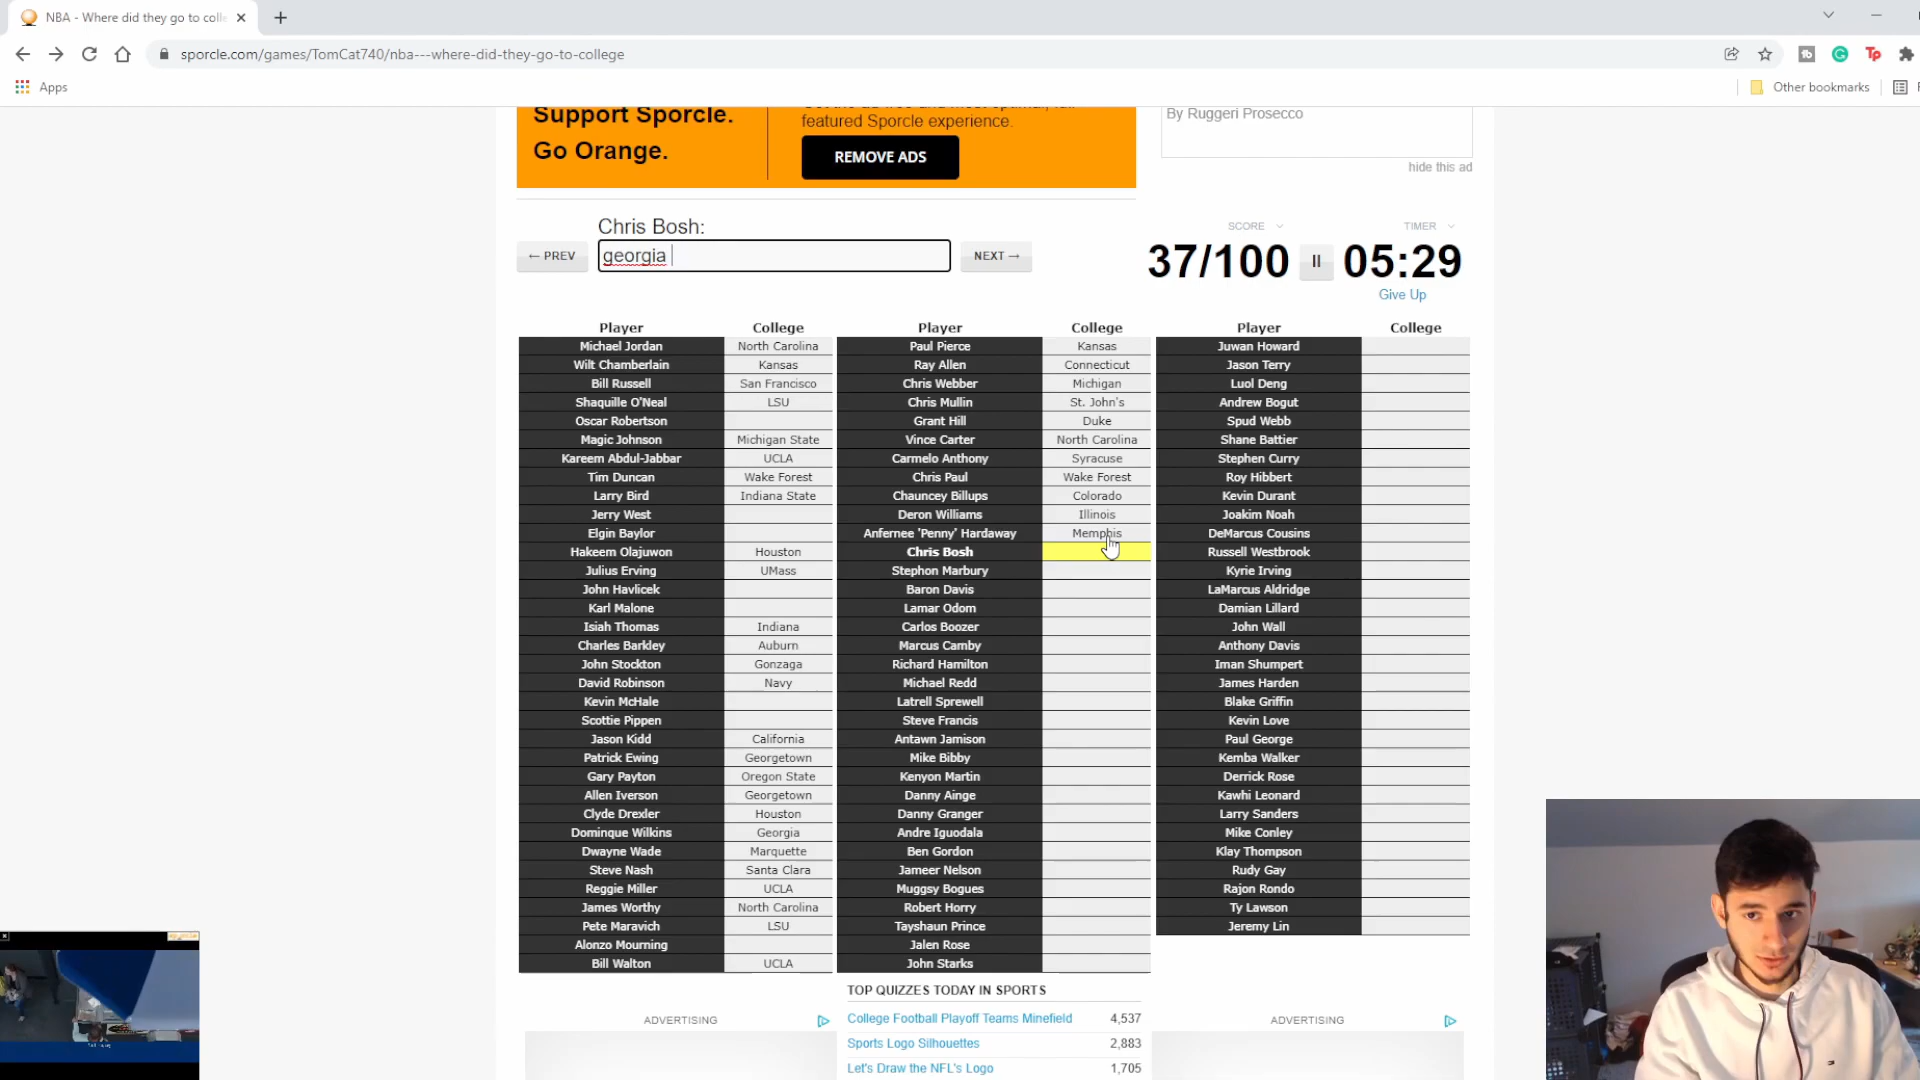 NBA - Where did they go to coll
sporcle.com/games/TomCat740/nba---where-did-they-go-to-college
Apps
Other bookmarks
Support Sporcle.
Go Orange.
featured Sporcle experience.
REMOVE ADS
By Ruggeri Prosecco
hide this ad
Chris Bosh:
← PREV
georgia
NEXT →
SCORE
37/100
TIMER
05:29
Give Up
Player College
Michael Jordan North Carolina
Wilt Chamberlain Kansas
Bill Russell San Francisco
Shaquille O'Neal LSU
Oscar Robertson
Magic Johnson Michigan State
Kareem Abdul-Jabbar UCLA
Tim Duncan Wake Forest
Larry Bird Indiana State
Jerry West
Elgin Baylor
Hakeem Olajuwon Houston
Julius Erving UMass
John Havlicek
Karl Malone
Isiah Thomas Indiana
Charles Barkley Auburn
John Stockton Gonzaga
David Robinson Navy
Kevin McHale
Scottie Pippen
Jason Kidd California
Patrick Ewing Georgetown
Gary Payton Oregon State
Allen Iverson Georgetown
Clyde Drexler Houston
Dominque Wilkins Georgia
Dwayne Wade Marquette
Steve Nash Santa Clara
Reggie Miller UCLA
James Worthy North Carolina
Pete Maravich LSU
Alonzo Mourning
Bill Walton UCLA
Player College
Paul Pierce Kansas
Ray Allen Connecticut
Chris Webber Michigan
Chris Mullin St. John's
Grant Hill Duke
Vince Carter North Carolina
Carmelo Anthony Syracuse
Chris Paul Wake Forest
Chauncey Billups Colorado
Deron Williams Illinois
Anfernee 'Penny' Hardaway Memphis
Chris Bosh
Stephon Marbury
Baron Davis
Lamar Odom
Carlos Boozer
Marcus Camby
Richard Hamilton
Michael Redd
Latrell Sprewell
Steve Francis
Antawn Jamison
Mike Bibby
Kenyon Martin
Danny Ainge
Danny Granger
Andre Iguodala
Ben Gordon
Jameer Nelson
Muggsy Bogues
Robert Horry
Tayshaun Prince
Jalen Rose
John Starks
Player College
Juwan Howard
Jason Terry
Luol Deng
Andrew Bogut
Spud Webb
Shane Battier
Stephen Curry
Roy Hibbert
Kevin Durant
Joakim Noah
DeMarcus Cousins
Russell Westbrook
Kyrie Irving
LaMarcus Aldridge
Damian Lillard
John Wall
Anthony Davis
Iman Shumpert
James Harden
Blake Griffin
Kevin Love
Paul George
Kemba Walker
Derrick Rose
Kawhi Leonard
Larry Sanders
Mike Conley
Klay Thompson
Rudy Gay
Rajon Rondo
Ty Lawson
Jeremy Lin
ADVERTISING
TOP QUIZZES TODAY IN SPORTS
College Football Playoff Teams Minefield 4,537
Sports Logo Silhouettes 2,883
Let's Draw the NFL's Logo 1,705
ADVERTISING